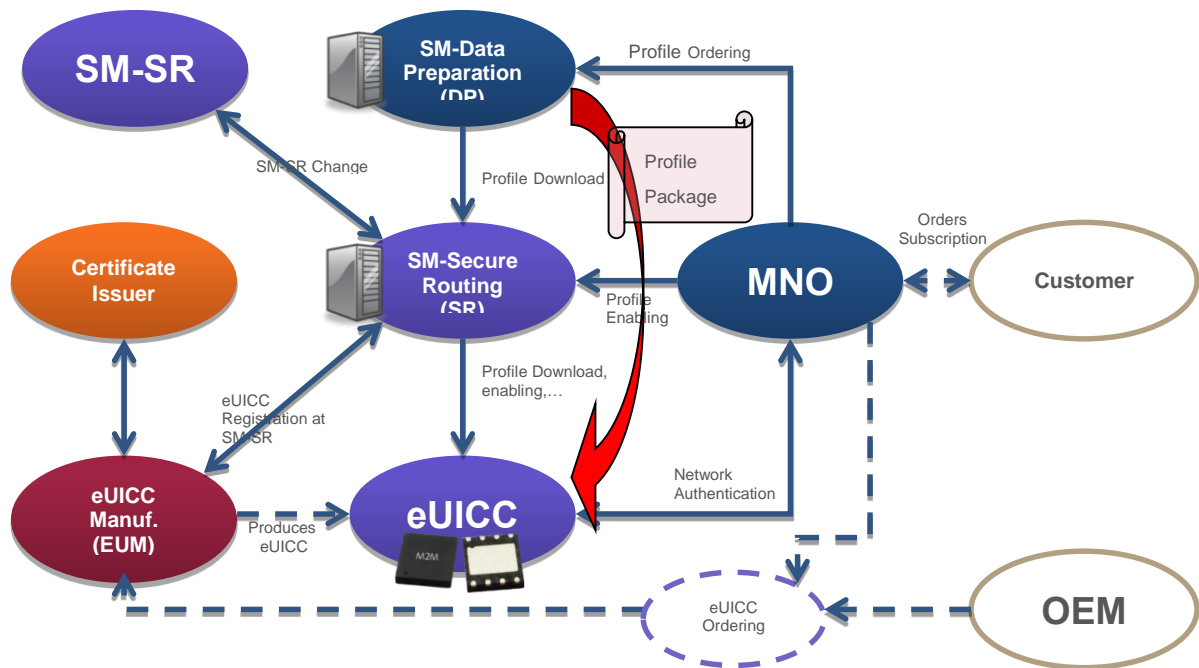 SM-SR
SM-Data
Preparation
(DP)
Profile Ordering
Profile
Package
SM-SR Change
Profile Download
Orders
Subscription
Certificate
Issuer
SM-Secure
Routing
(SR)
MNO
Customer
Profile
Enabling
Profile Download,
enabling,...
eUICC
Registration at
SM-SR
Network
Authentication
eUICC
Manuf.
(EUM)
Produces
eUICC
eUICC
M2M
eUICC
Ordering
OEM